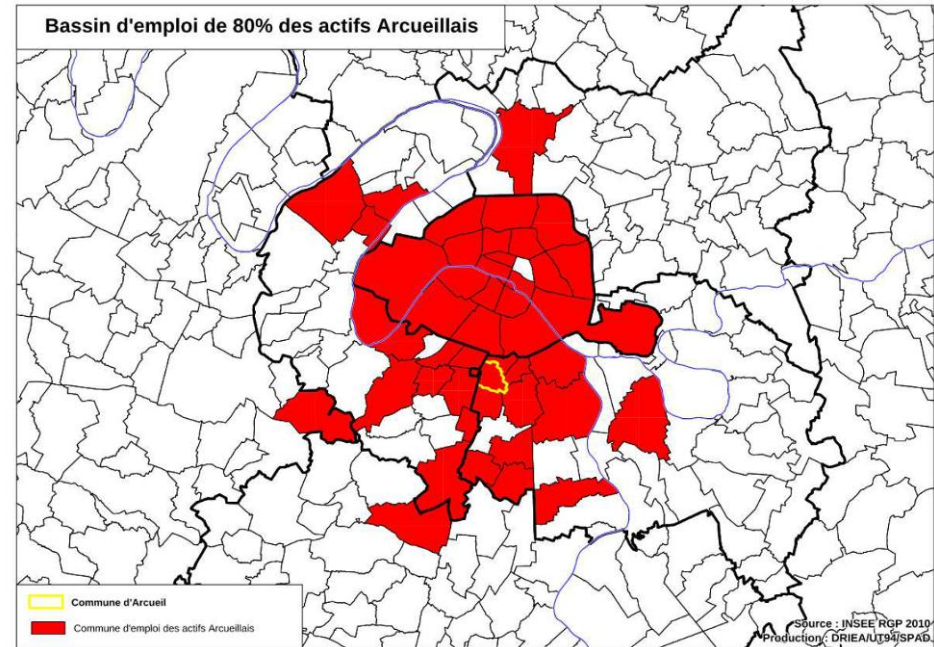 Bassin d'emploi de 80% des actifs Arcueillais
Commune d'Arcueil
Commune d'emploi des actifs Arcueillais
Source : INSEE RGP 2010
Production : DRIEA/UT94/SPAD.